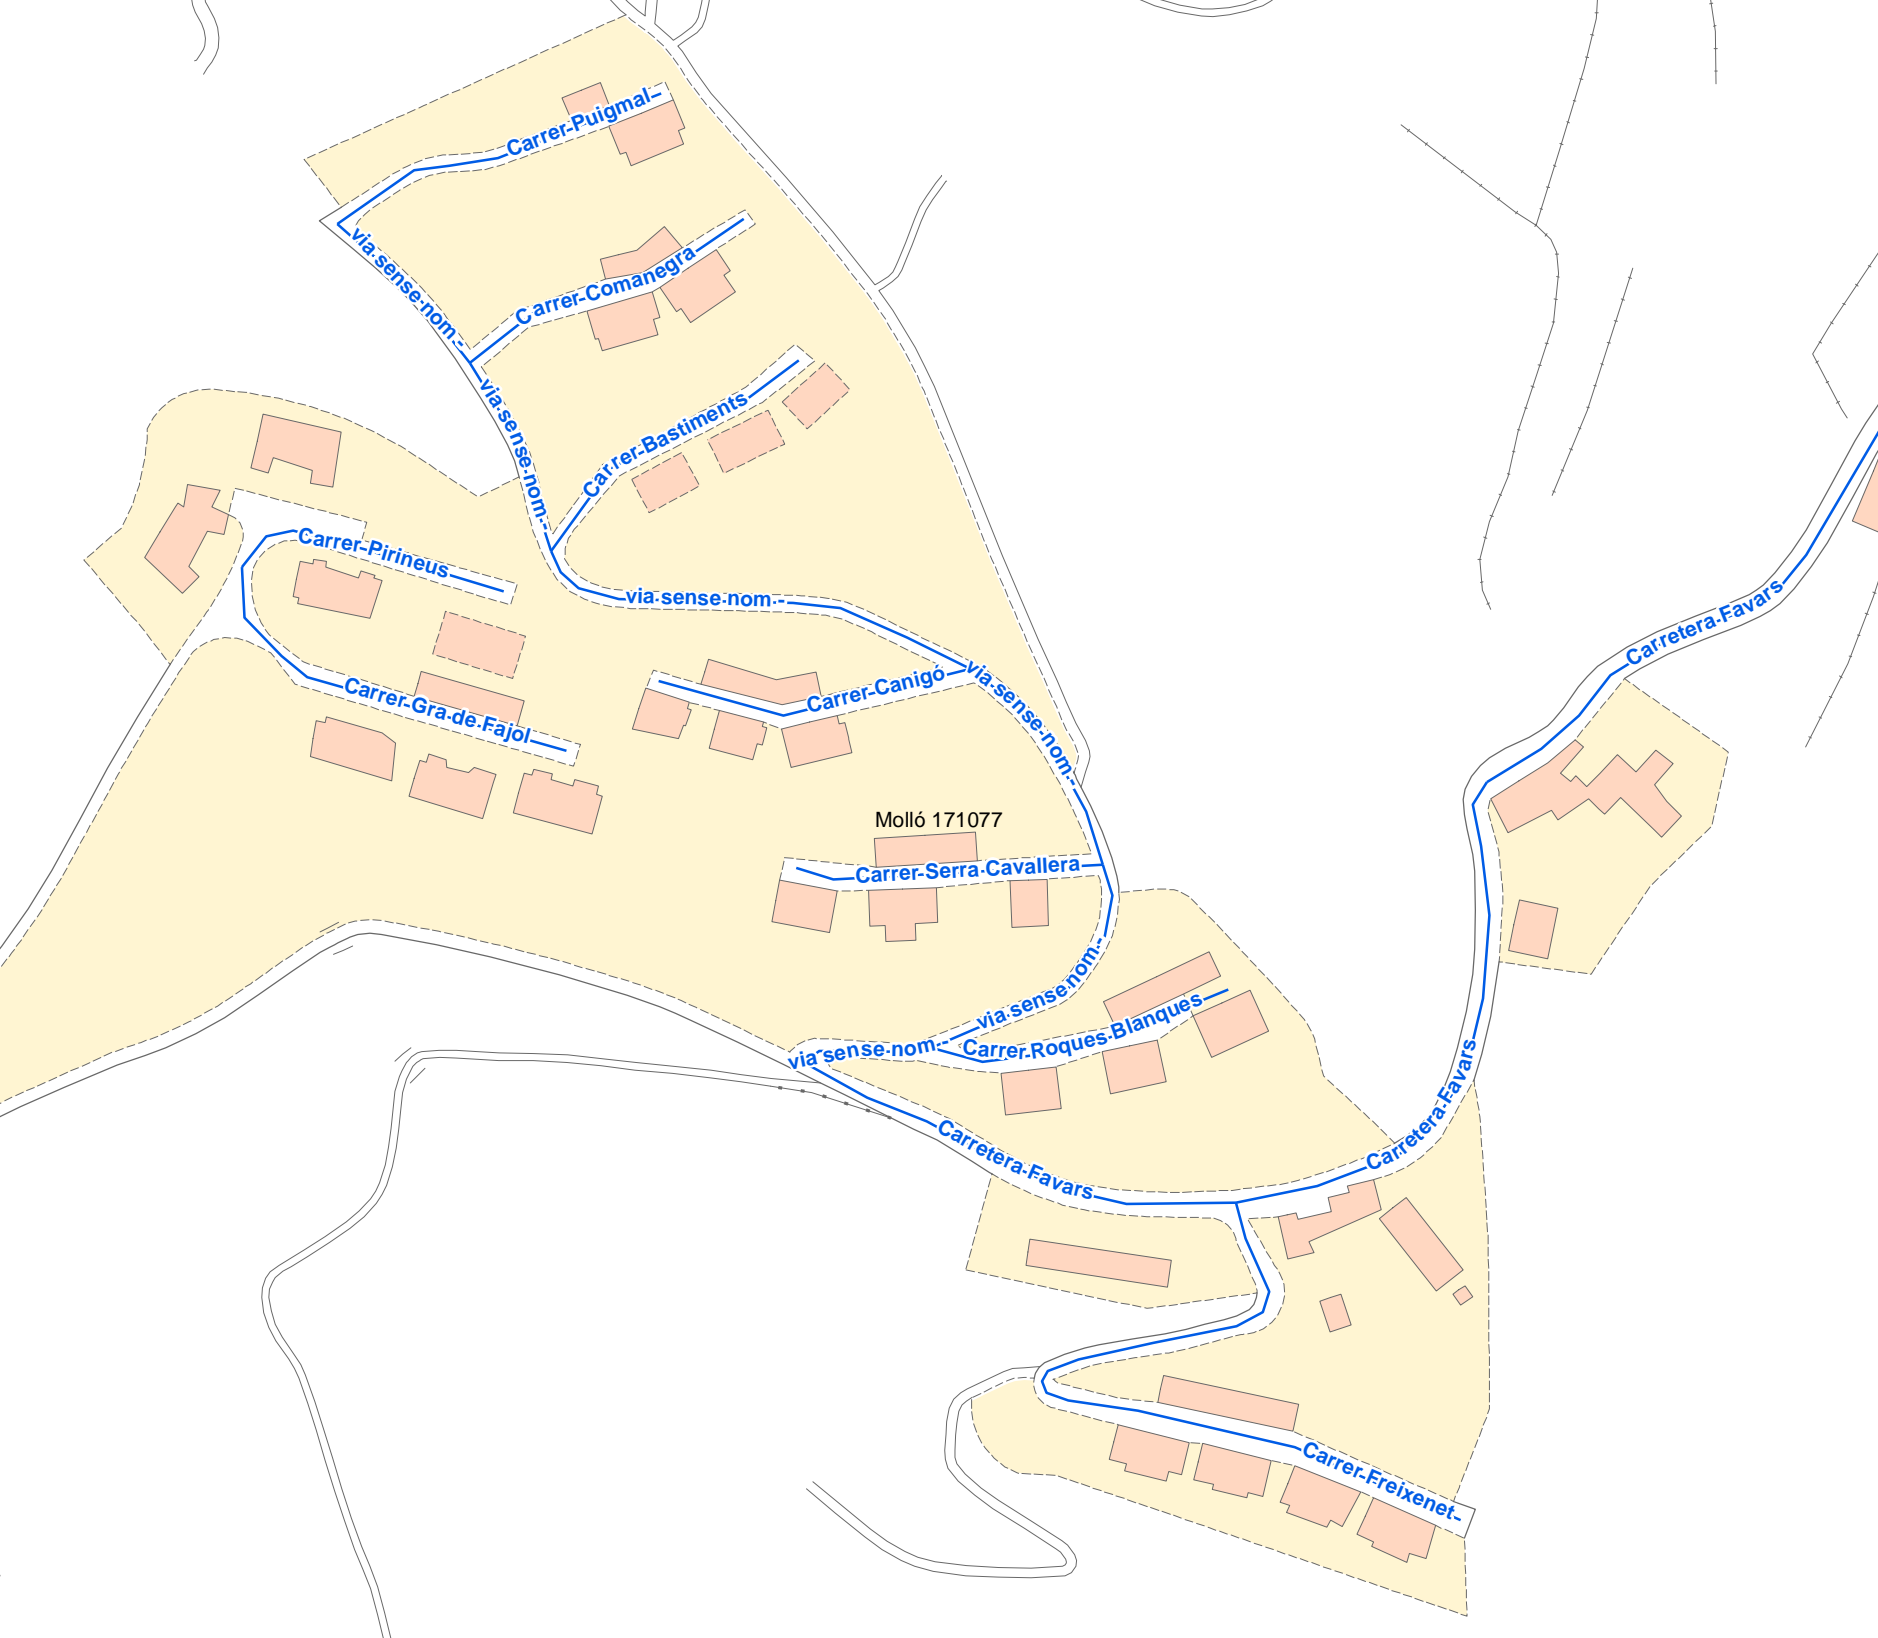 Carrer Puigmal
via sense nom
Carrer Comanegra
via sense nom
Carrer Bastiments
Carrer Pirineus
via sense nom
Carretera Favars
Carrer Canigó
via sense nom
Carrer Gra de Fajol
Molló 171077
Carrer Serra Cavallera
via sense nom
Carrer Roques Blanques
via sense nom
Carretera Favars
Carretera Favars
Carrer Freixenet